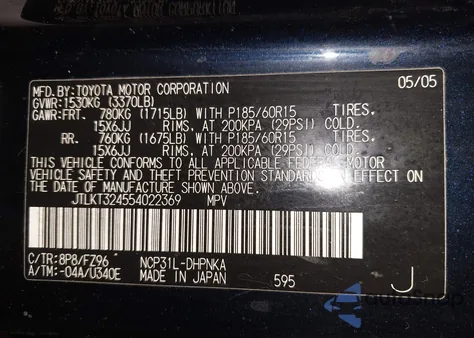 MFD.BY:TOYOTA MOTOR CORPORATION 05/05
GVWR:1530KG (3370LB)
GAWR:FRT. 780KG (1715LB) WITH P185/60R15 TIRES.
15X6JJ RIMS. AT 200KPA (29PSI) COLD.
RR. 760KG (1675LB) WITH P185/60R15 TIRES.
15X6JJ RIMS. AT 200KPA (29PSI) COLD.
THIS VEHICLE CONFORMS TO ALL APPLICABLE FEDERAL MOTOR
VEHICLE SAFETY AND THEFT PREVENTION STANDARDS IN EFFECT ON
THE DATE OF MANUFACTURE SHOWN ABOVE.
JTLKT324554022369 MPV
C/TR:8P8/FZ96 NCP31L-DHPNKA
A/TM:-04A/U340E 595 J